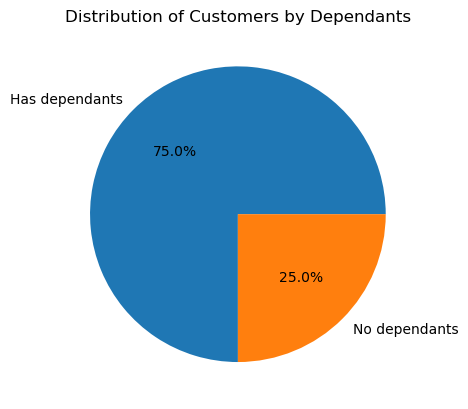 Distribution of Customers by Dependants
Has dependants
75.0%
25.0%
No dependants